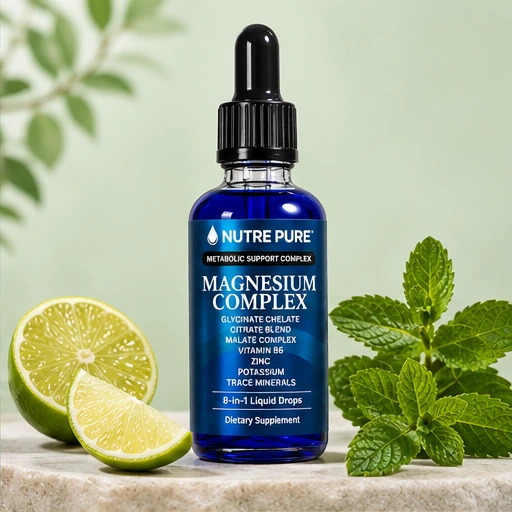 NUTRE PURE™
METABOLIC SUPPORT COMPLEX
MAGNESIUM
COMPLEX
GLYCINATE CHELATE
CITRATE BLEND
MALATE COMPLEX
VITAMIN B6
ZINC
POTASSIUM
TRACE MINERALS
8-in-1 Liquid Drops
Dietary Supplement